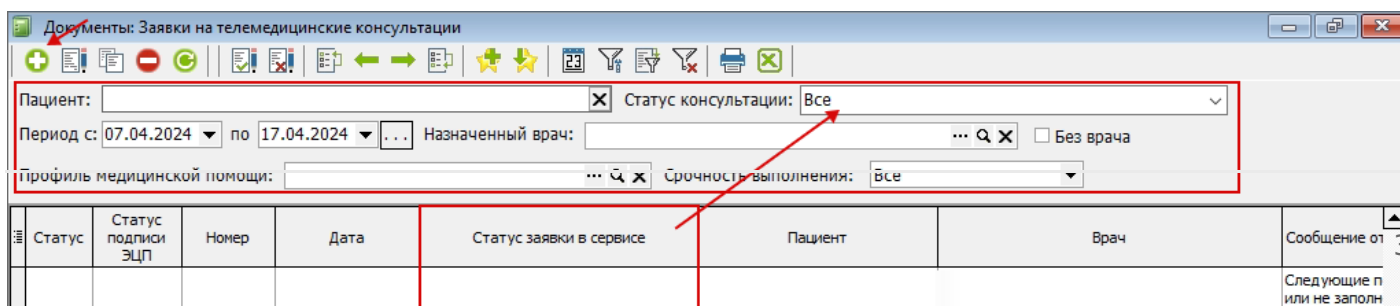 Документы: Заявки на телемедицинские консультации
23
Пациент: Статус консультации: Все
Период с: 07.04.2024 по 17.04.2024 ... Назначенный врач: ... Без врача
Профиль медицинской помощи: ... Срочность выполнения: Все
Статус Статус подписи ЭЦП Номер Дата Статус заявки в сервисе Пациент Врач Сообщение от
Следующие п
или не заполн